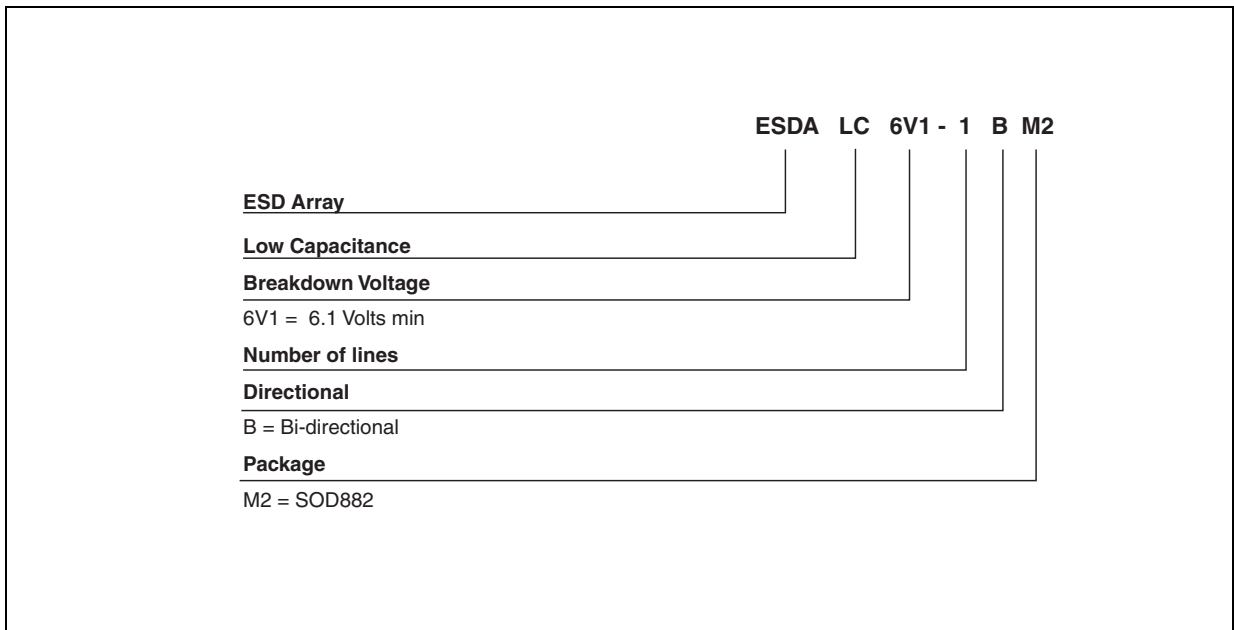 ESDA LC 6V1 - 1 B M2
ESD Array
Low Capacitance
Breakdown Voltage
6V1 = 6.1 Volts min
Number of lines
Directional
B = Bi-directional
Package
M2 = SOD882